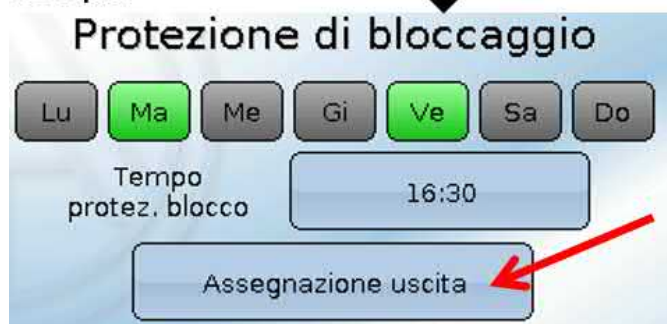 Protezione di bloccaggio
Lu Ma Me Gi Ve Sa Do
Tempo
protez. blocco
16:30
Assegnazione uscita